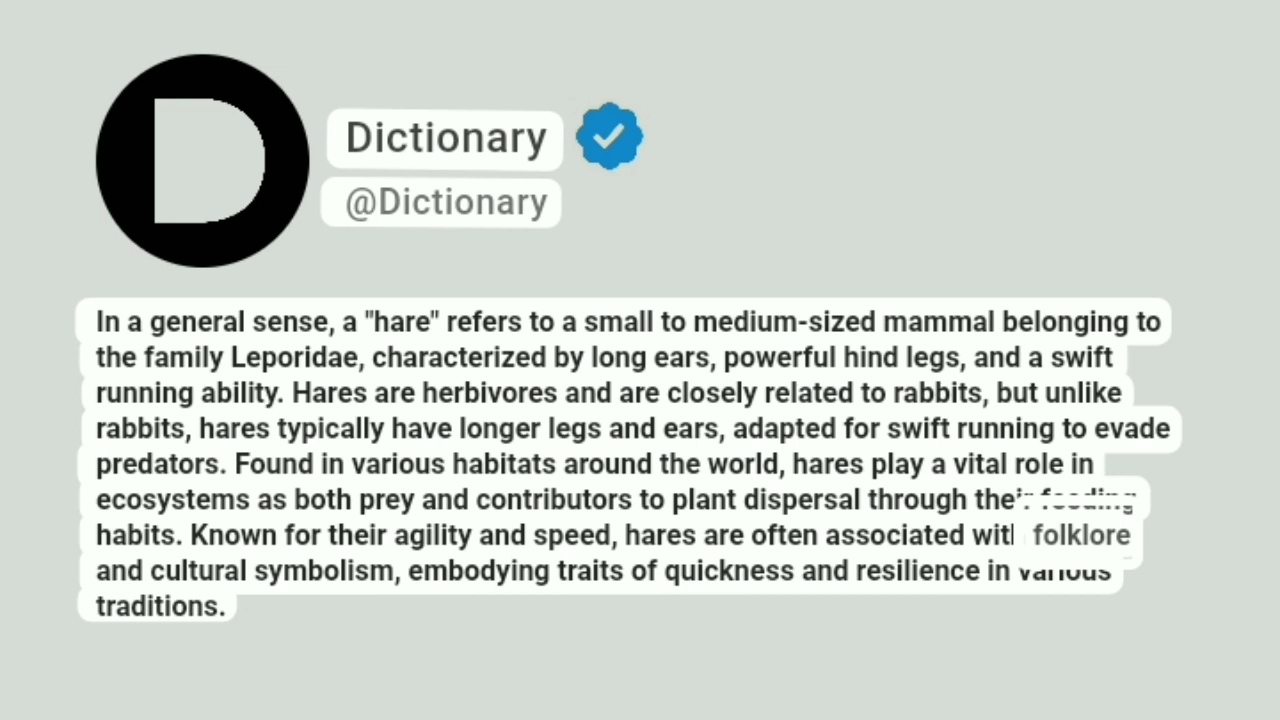 D
Dictionary
@Dictionary
In a general sense, a "hare" refers to a small to medium-sized mammal belonging to
the family Leporidae, characterized by long ears, powerful hind legs, and a swift
running ability. Hares are herbivores and are closely related to rabbits, but unlike
rabbits, hares typically have longer legs and ears, adapted for swift running to evade
predators. Found in various habitats around the world, hares play a vital role in
ecosystems as both prey and contributors to plant dispersal through their feeding
habits. Known for their agility and speed, hares are often associated with folklore
and cultural symbolism, embodying traits of quickness and resilience in various
traditions.